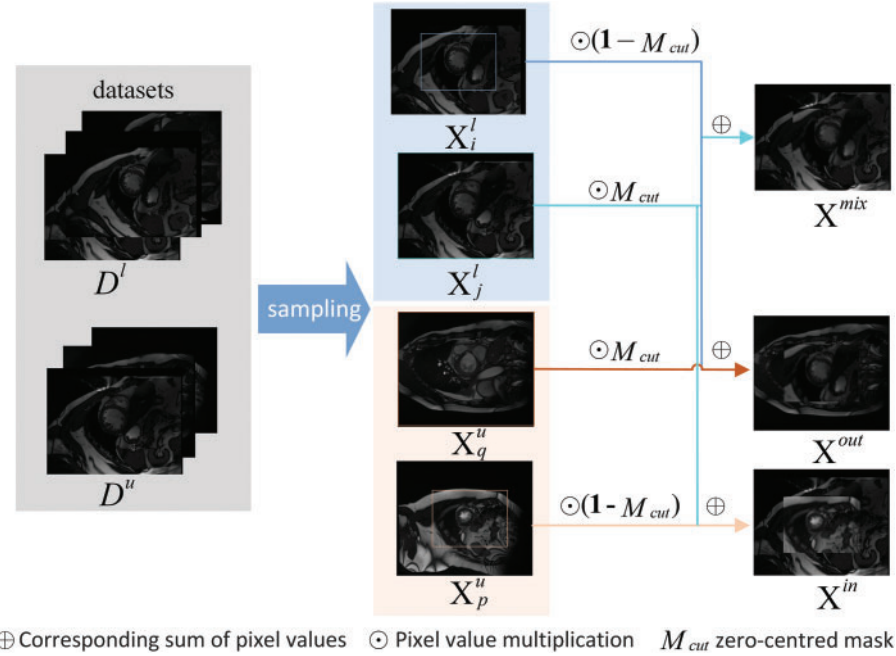 datasets
D^l
D^u
sampling
X_i^l
X_j^l
X_q^u
X_p^u
⊙(1 − M_cut)
⊙M_cut
⊙M_cut
⊙(1 - M_cut)
⊕
⊕
⊕
X^mix
X^out
X^in
⊕ Corresponding sum of pixel values ⊙ Pixel value multiplication M_cut zero-centred mask